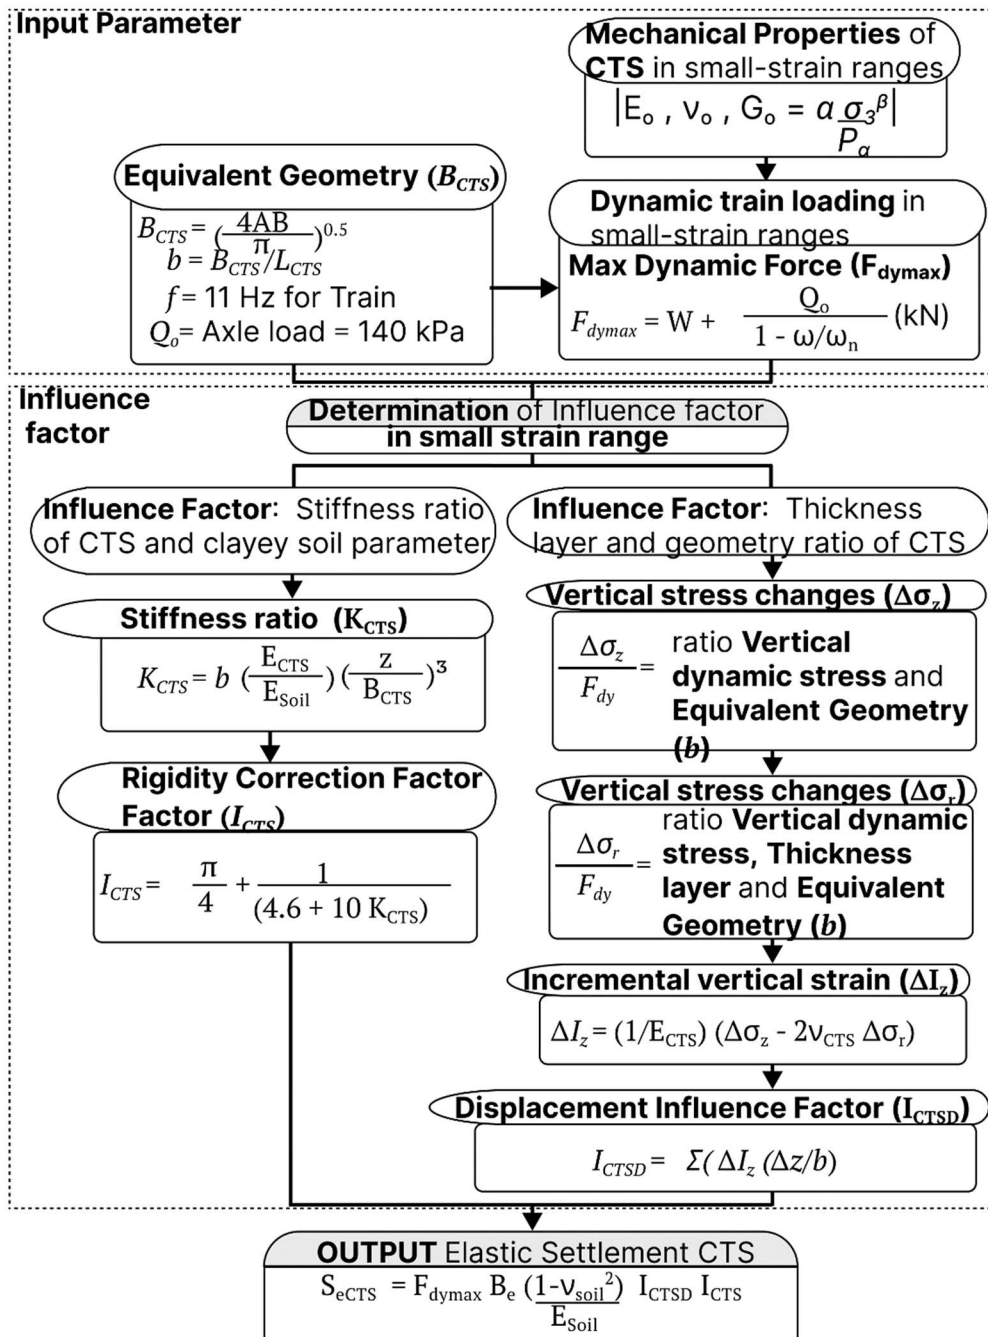 Input Parameter
Mechanical Properties of
CTS in small-strain ranges
|E₀ , ν₀ , G₀ = α σ₃^β / Pₐ|
Equivalent Geometry (B_CTS)
B_CTS = (4AB / π)^0.5
b = B_CTS/L_CTS
f = 11 Hz for Train
Qₒ= Axle load = 140 kPa
Dynamic train loading in
small-strain ranges
Max Dynamic Force (F_dymax)
F_dymax = W + Qₒ / (1 - ω/ωₙ) (kN)
Influence
factor
Determination of Influence factor
in small strain range
Influence Factor: Stiffness ratio
of CTS and clayey soil parameter
Stiffness ratio (K_CTS)
K_CTS = b (E_CTS / E_Soil) (z / B_CTS)³
Rigidity Correction Factor
Factor (I_CTS)
I_CTS = π/4 + 1 / (4.6 + 10 K_CTS)
Influence Factor: Thickness
layer and geometry ratio of CTS
Vertical stress changes (Δσ_z)
Δσ_z / F_dy = ratio Vertical
dynamic stress and
Equivalent Geometry
(b)
Vertical stress changes (Δσ_r)
Δσ_r / F_dy = ratio Vertical dynamic
stress, Thickness
layer and Equivalent
Geometry (b)
Incremental vertical strain (ΔI_z)
ΔI_z = (1/E_CTS) (Δσ_z - 2ν_CTS Δσ_r)
Displacement Influence Factor (I_CTSD)
I_CTSD = Σ( ΔI_z (Δz/b)
OUTPUT Elastic Settlement CTS
S_eCTS = F_dymax B_e (1-ν_soil²) / E_Soil I_CTSD I_CTS